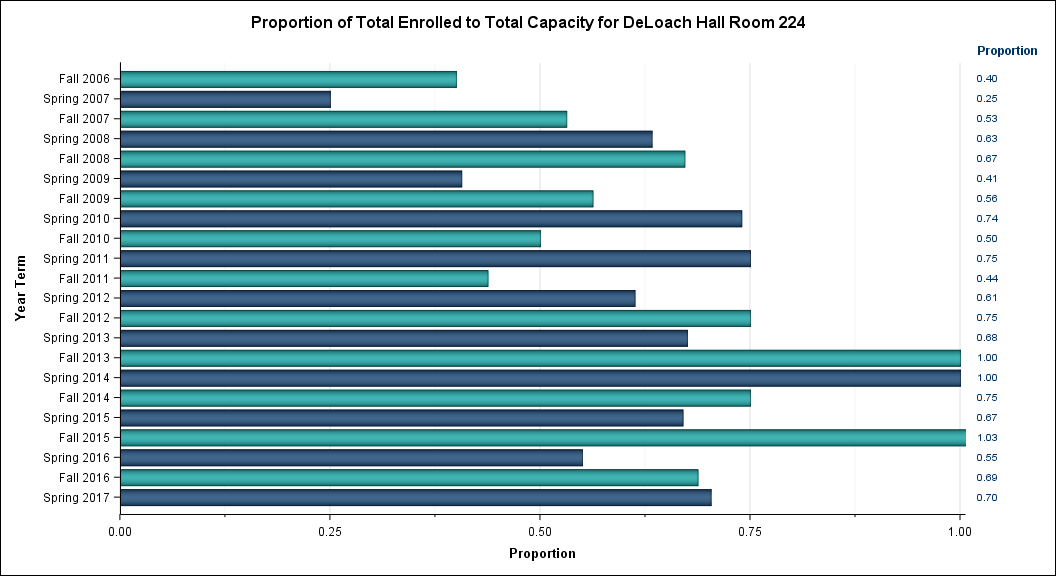 Proportion of Total Enrolled to Total Capacity for DeLoach Hall Room 224
Proportion
Fall 2006 0.40
Spring 2007 0.25
Fall 2007 0.53
Spring 2008 0.63
Fall 2008 0.67
Spring 2009 0.41
Fall 2009 0.56
Spring 2010 0.74
Fall 2010 0.50
Spring 2011 0.75
Fall 2011 0.44
Spring 2012 0.61
Fall 2012 0.75
Spring 2013 0.68
Fall 2013 1.00
Spring 2014 1.00
Fall 2014 0.75
Spring 2015 0.67
Fall 2015 1.03
Spring 2016 0.55
Fall 2016 0.69
Spring 2017 0.70
Year Term
0.00 0.25 0.50 0.75 1.00
Proportion